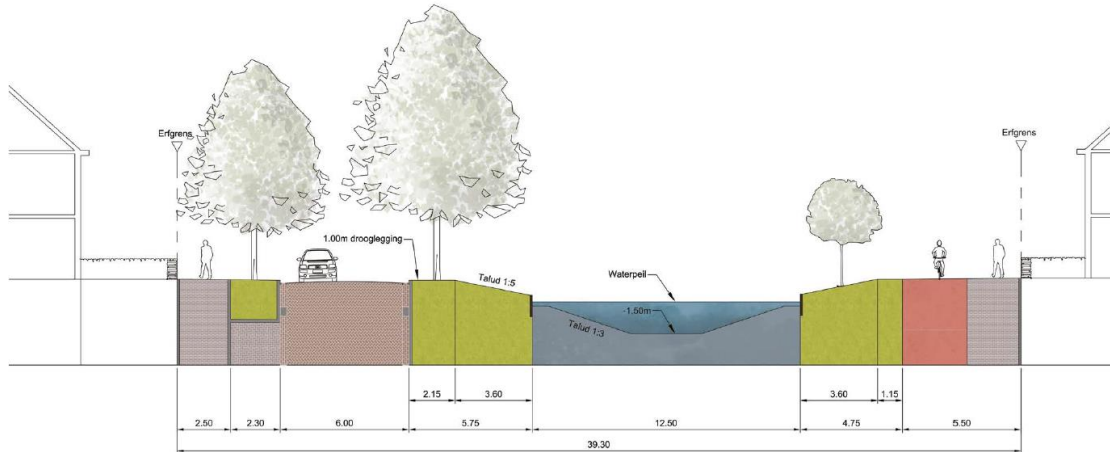 Erfgrens
Erfgrens
1.00m drooglegging
Talud 1:5
Waterpeil
-1.50m
Talud 1:3
2.15
3.60
3.60
1.15
2.50
2.30
6.00
5.75
12.50
4.75
5.50
39.30